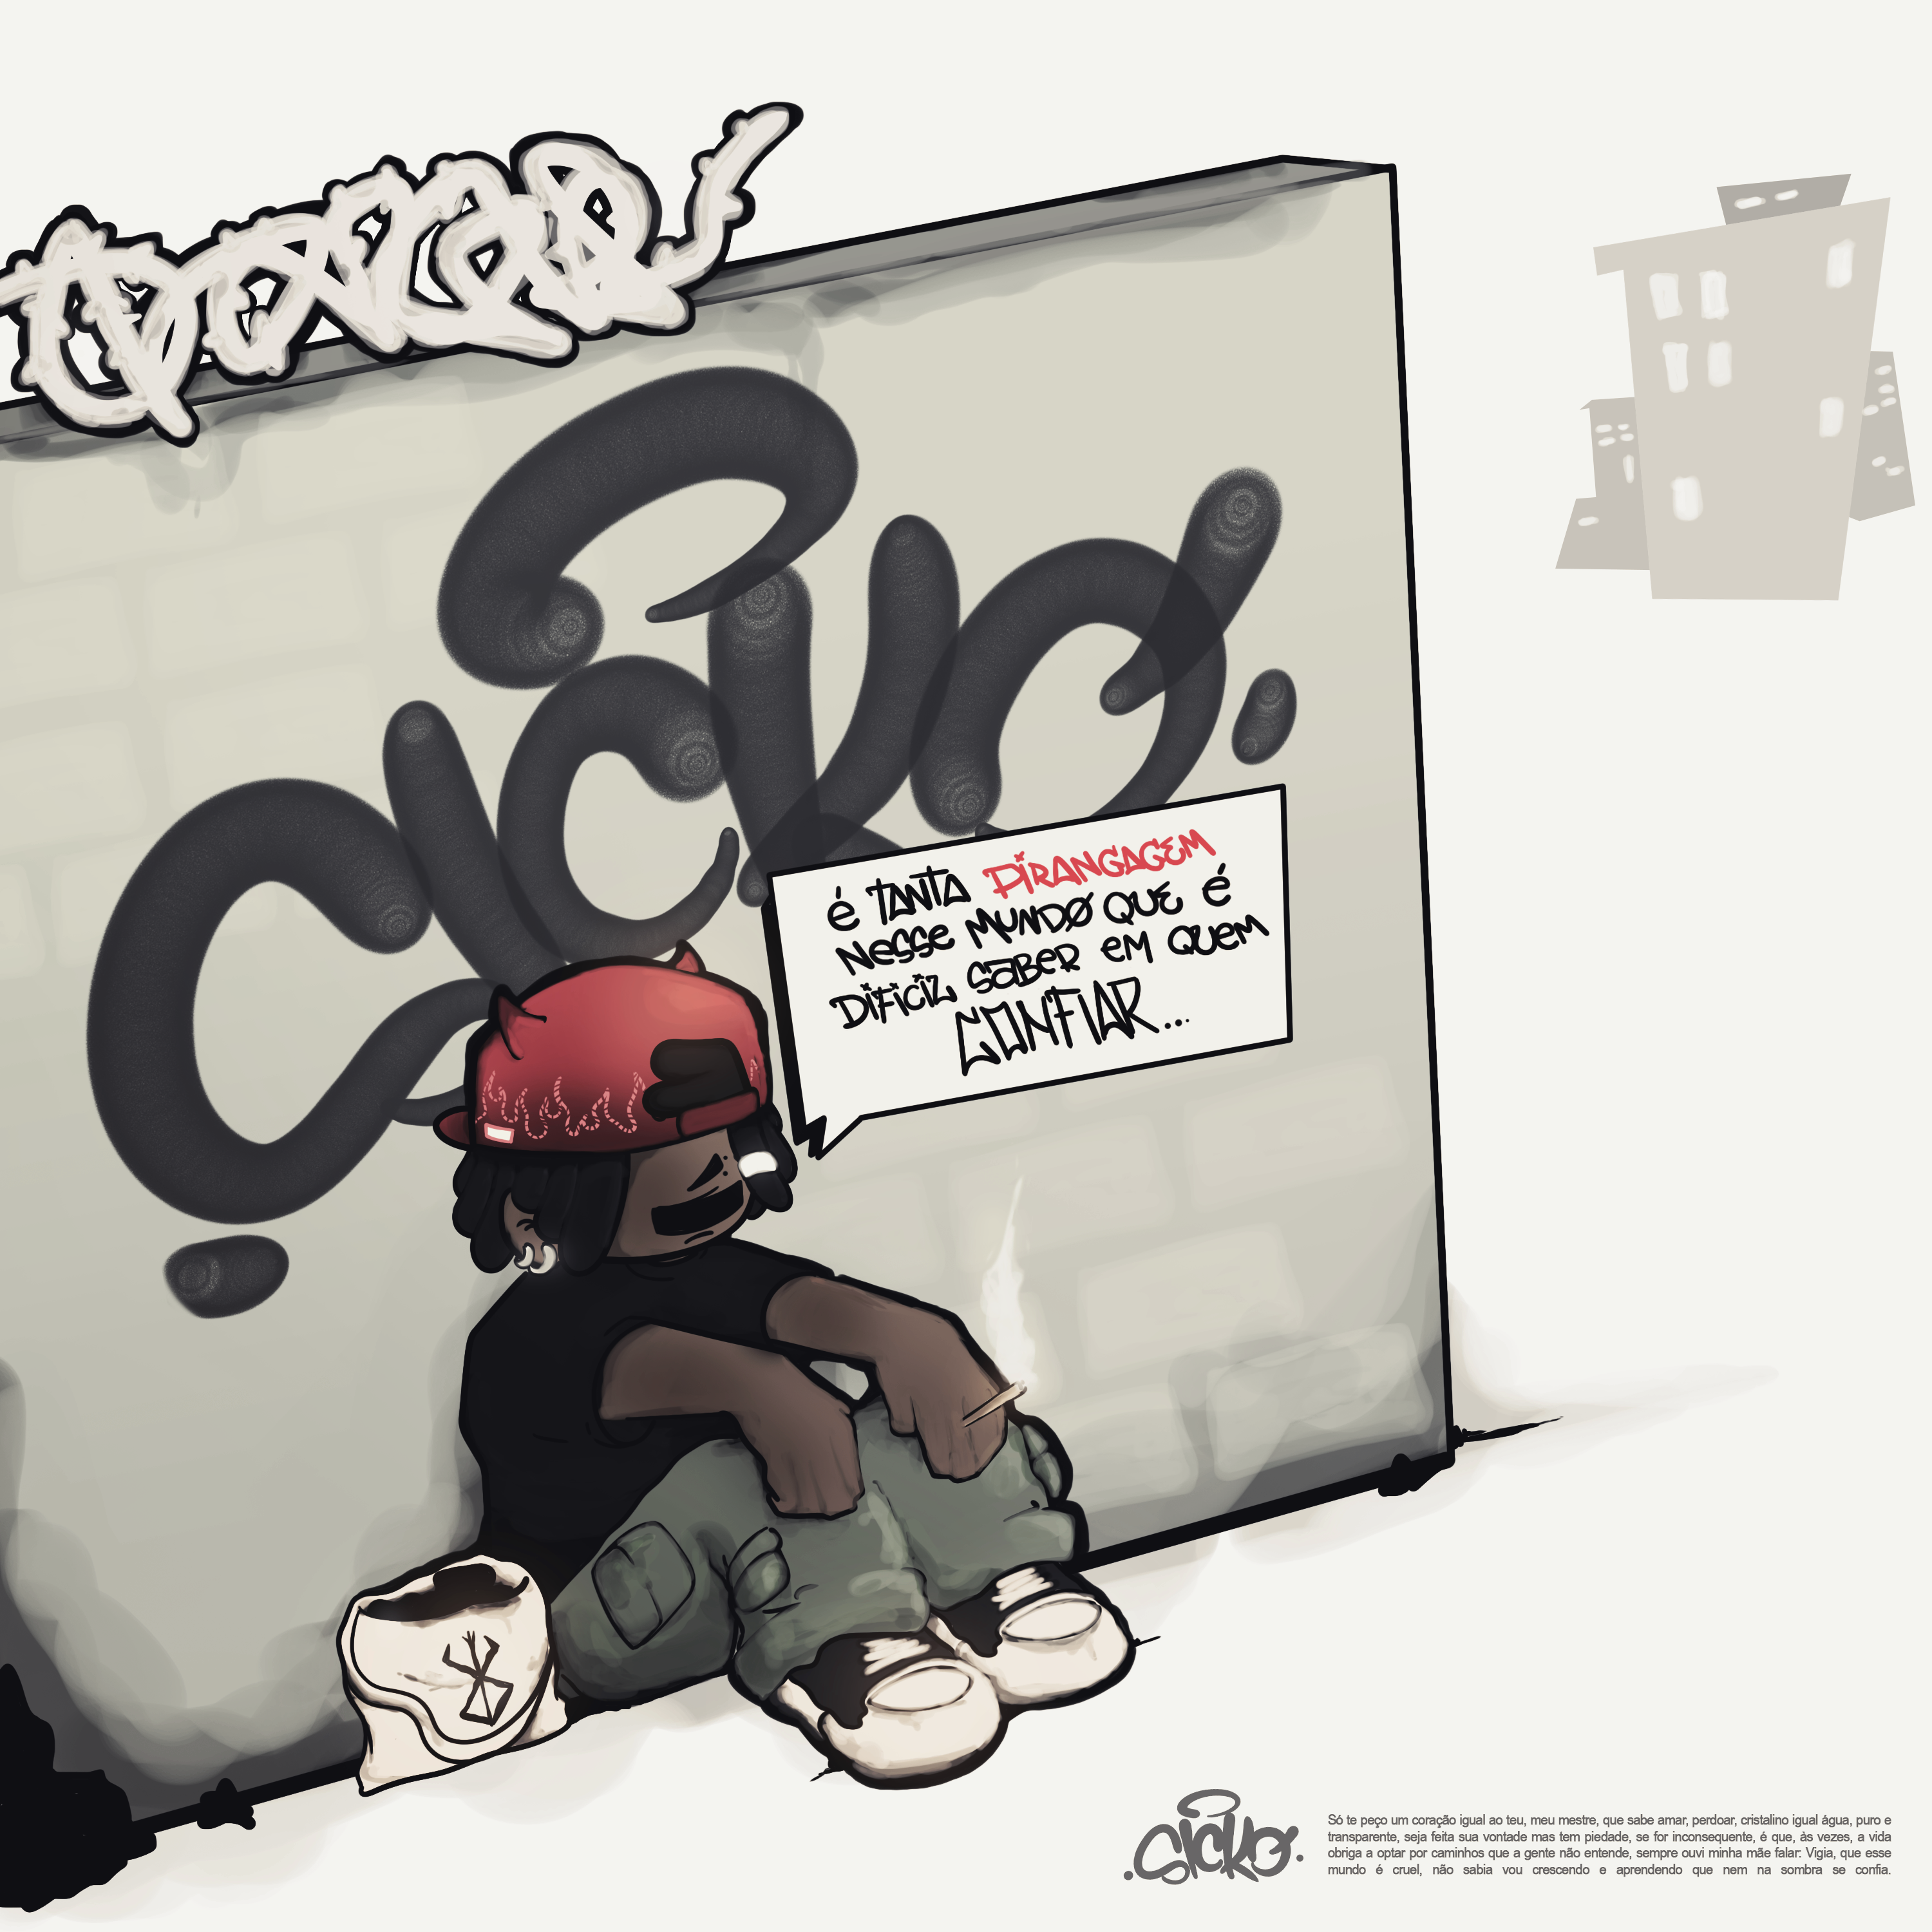 SICKO.
É TANTA PIRANGAGEM
NESSE MUNDO QUE É
DIFICIL SABER EM QUEM
CONFIAR...
.SICKO.
Só te peço um coração igual ao teu, meu mestre, que sabe amar, perdoar, cristalino igual água, puro e
transparente, seja feita sua vontade mas tem piedade, se for inconsequente, é que, às vezes, a vida
obriga a optar por caminhos que a gente não entende, sempre ouvi minha mãe falar: Vigia, que esse
mundo é cruel, não sabia vou crescendo e aprendendo que nem na sombra se confia.